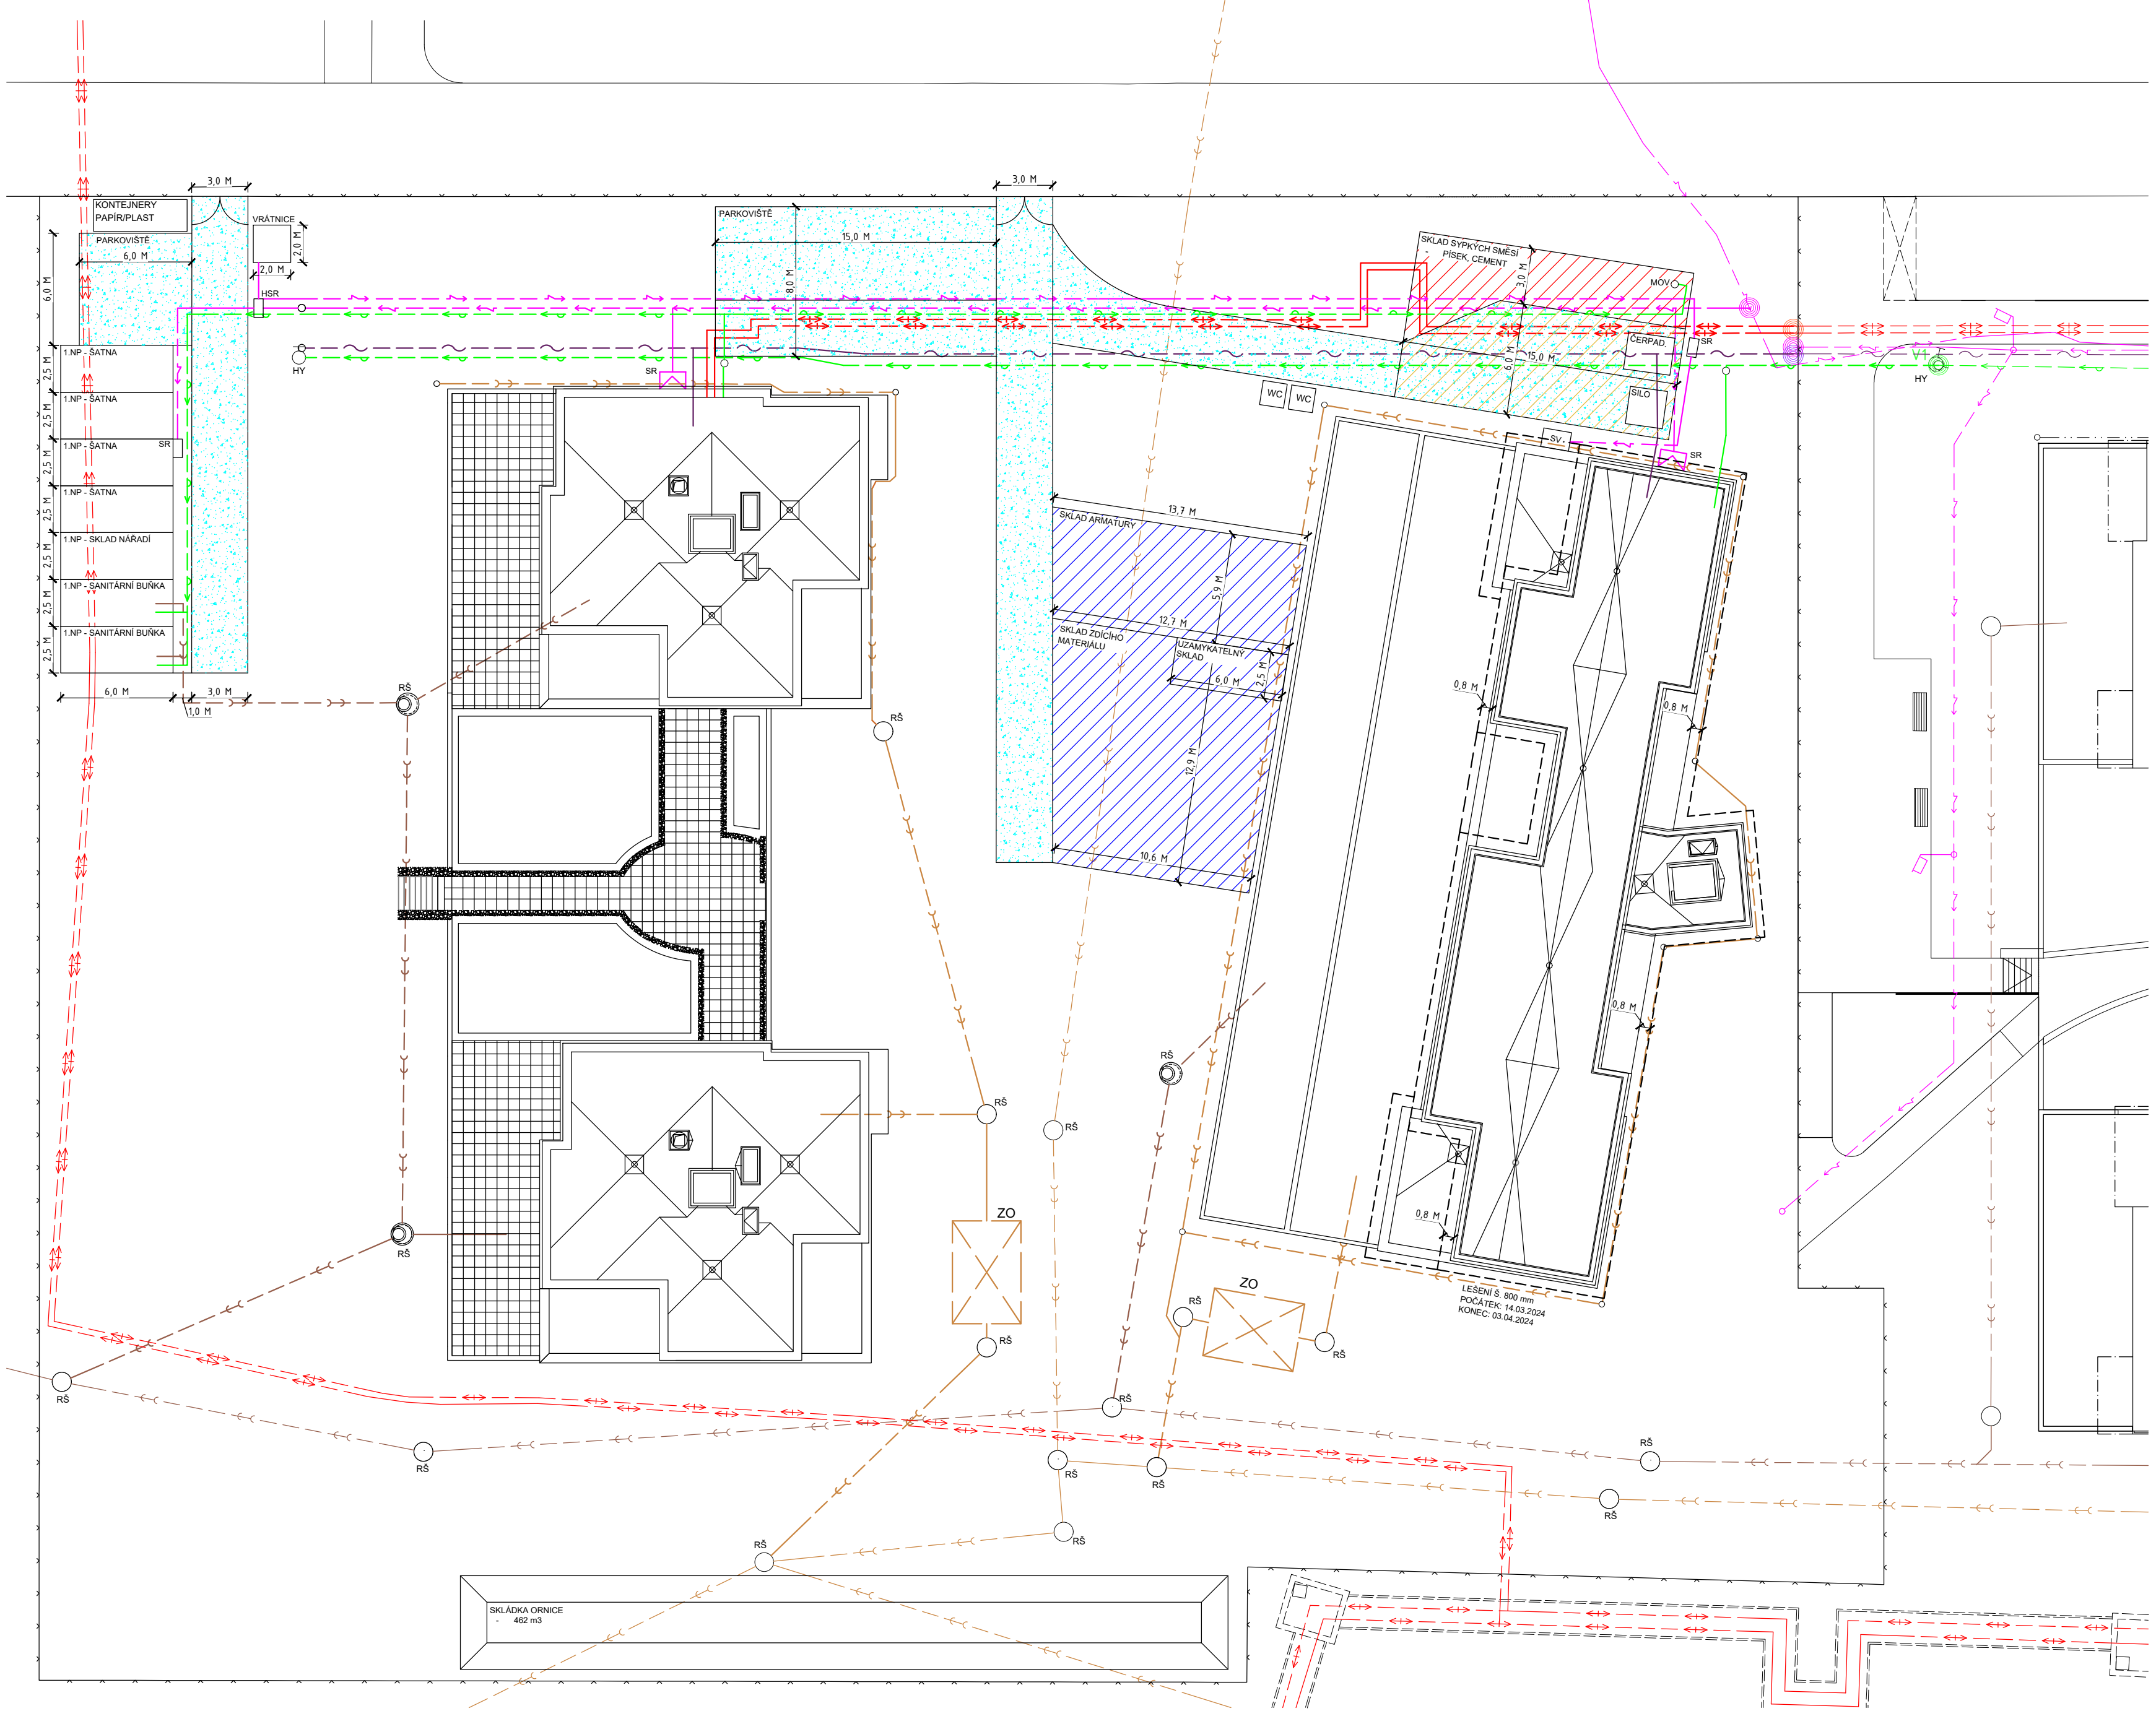 3,0 M
3,0 M
KONTEJNERY
PAPÍR/PLAST
VRÁTNICE
2,0 M
2,0 M
PARKOVIŠTĚ
6,0 M
6,0 M
HSR
PARKOVIŠTĚ
15,0 M
8,0 M
SKLAD SYPKÝCH SMĚSÍ
- PÍSEK, CEMENT
3,0 M
MOV
ČERPAD.
SR
15,0 M
6,0 M
SILO
HY
V1
HY
SR
WC
WC
SV
SR
1.NP - ŠATNA
2,5 M
1.NP - ŠATNA
2,5 M
1.NP - ŠATNA
SR
2,5 M
1.NP - ŠATNA
2,5 M
1.NP - SKLAD NÁŘADÍ
2,5 M
1.NP - SANITÁRNÍ BUŇKA
2,5 M
1.NP - SANITÁRNÍ BUŇKA
2,5 M
6,0 M
3,0 M
1,0 M
13,7 M
SKLAD ARMATURY
5,9 M
12,7 M
SKLAD ZDÍCÍHO
MATERIÁLU
UZAMYKATELNÝ
SKLAD
2,5 M
6,0 M
12,9 M
10,6 M
0,8 M
0,8 M
0,8 M
0,8 M
RŠ
RŠ
RŠ
RŠ
RŠ
RŠ
ZO
ZO
LEŠENÍ Š. 800 mm
POČÁTEK: 14.03.2024
KONEC: 03.04.2024
RŠ
RŠ
RŠ
RŠ
RŠ
RŠ
RŠ
RŠ
RŠ
RŠ
RŠ
RŠ
SKLÁDKA ORNICE
- 462 m3